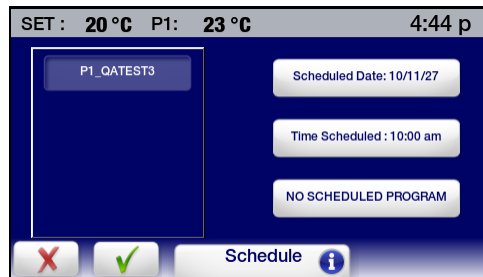 SET : 20 °C P1: 23 °C 4:44 p
P1_QATEST3
Scheduled Date: 10/11/27
Time Scheduled : 10:00 am
NO SCHEDULED PROGRAM
Schedule i